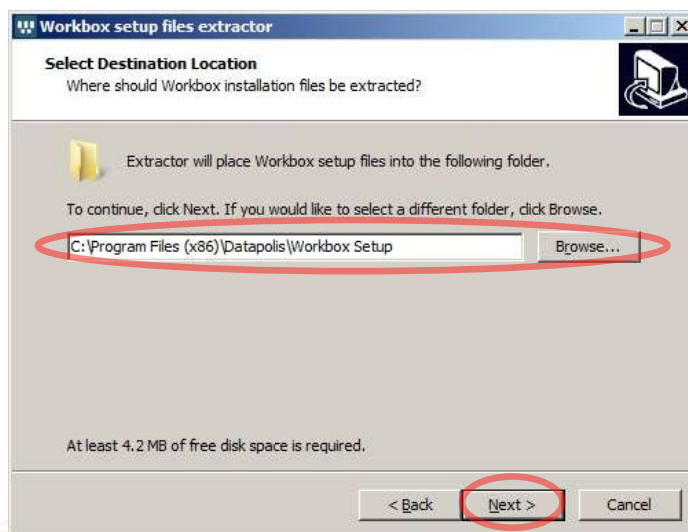 Workbox setup files extractor
Select Destination Location
Where should Workbox installation files be extracted?
Extractor will place Workbox setup files into the following folder.
To continue, click Next. If you would like to select a different folder, click Browse.
C:\Program Files (x86)\Datapolis\Workbox Setup Browse...
At least 4.2 MB of free disk space is required.
< Back Next > Cancel